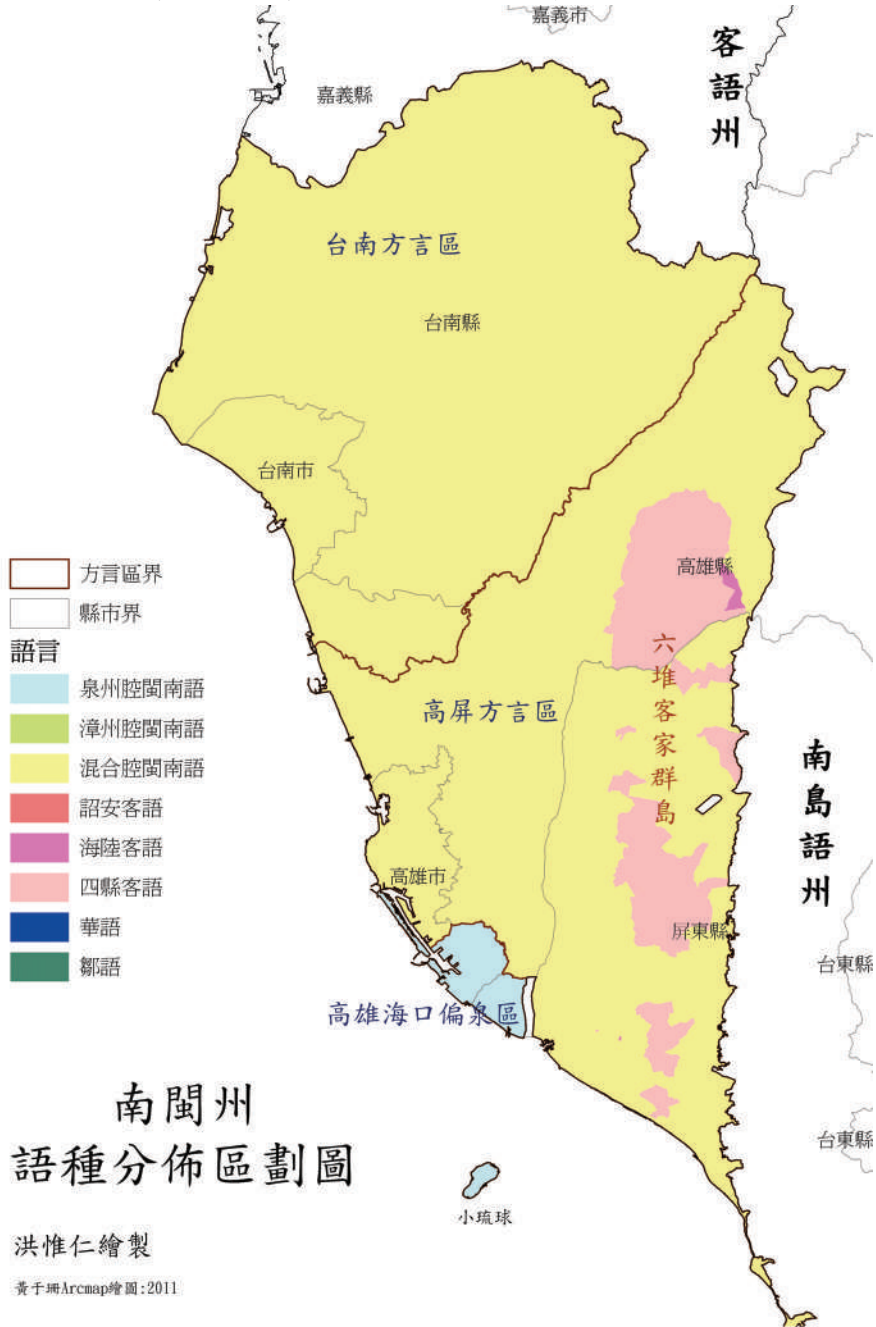 嘉義市
客語州
嘉義縣
台南方言區
台南縣
台南市
高雄縣
六堆客家群島
高屏方言區
南島語州
高雄市
屏東縣
台東縣
高雄海口偏泉區
台東縣
小琉球
方言區界
縣市界
語言
泉州腔閩南語
漳州腔閩南語
混合腔閩南語
詔安客語
海陸客語
四縣客語
華語
鄒語
南閩州
語種分佈區劃圖
洪惟仁繪製
黃于珊Arcmap繪圖:2011